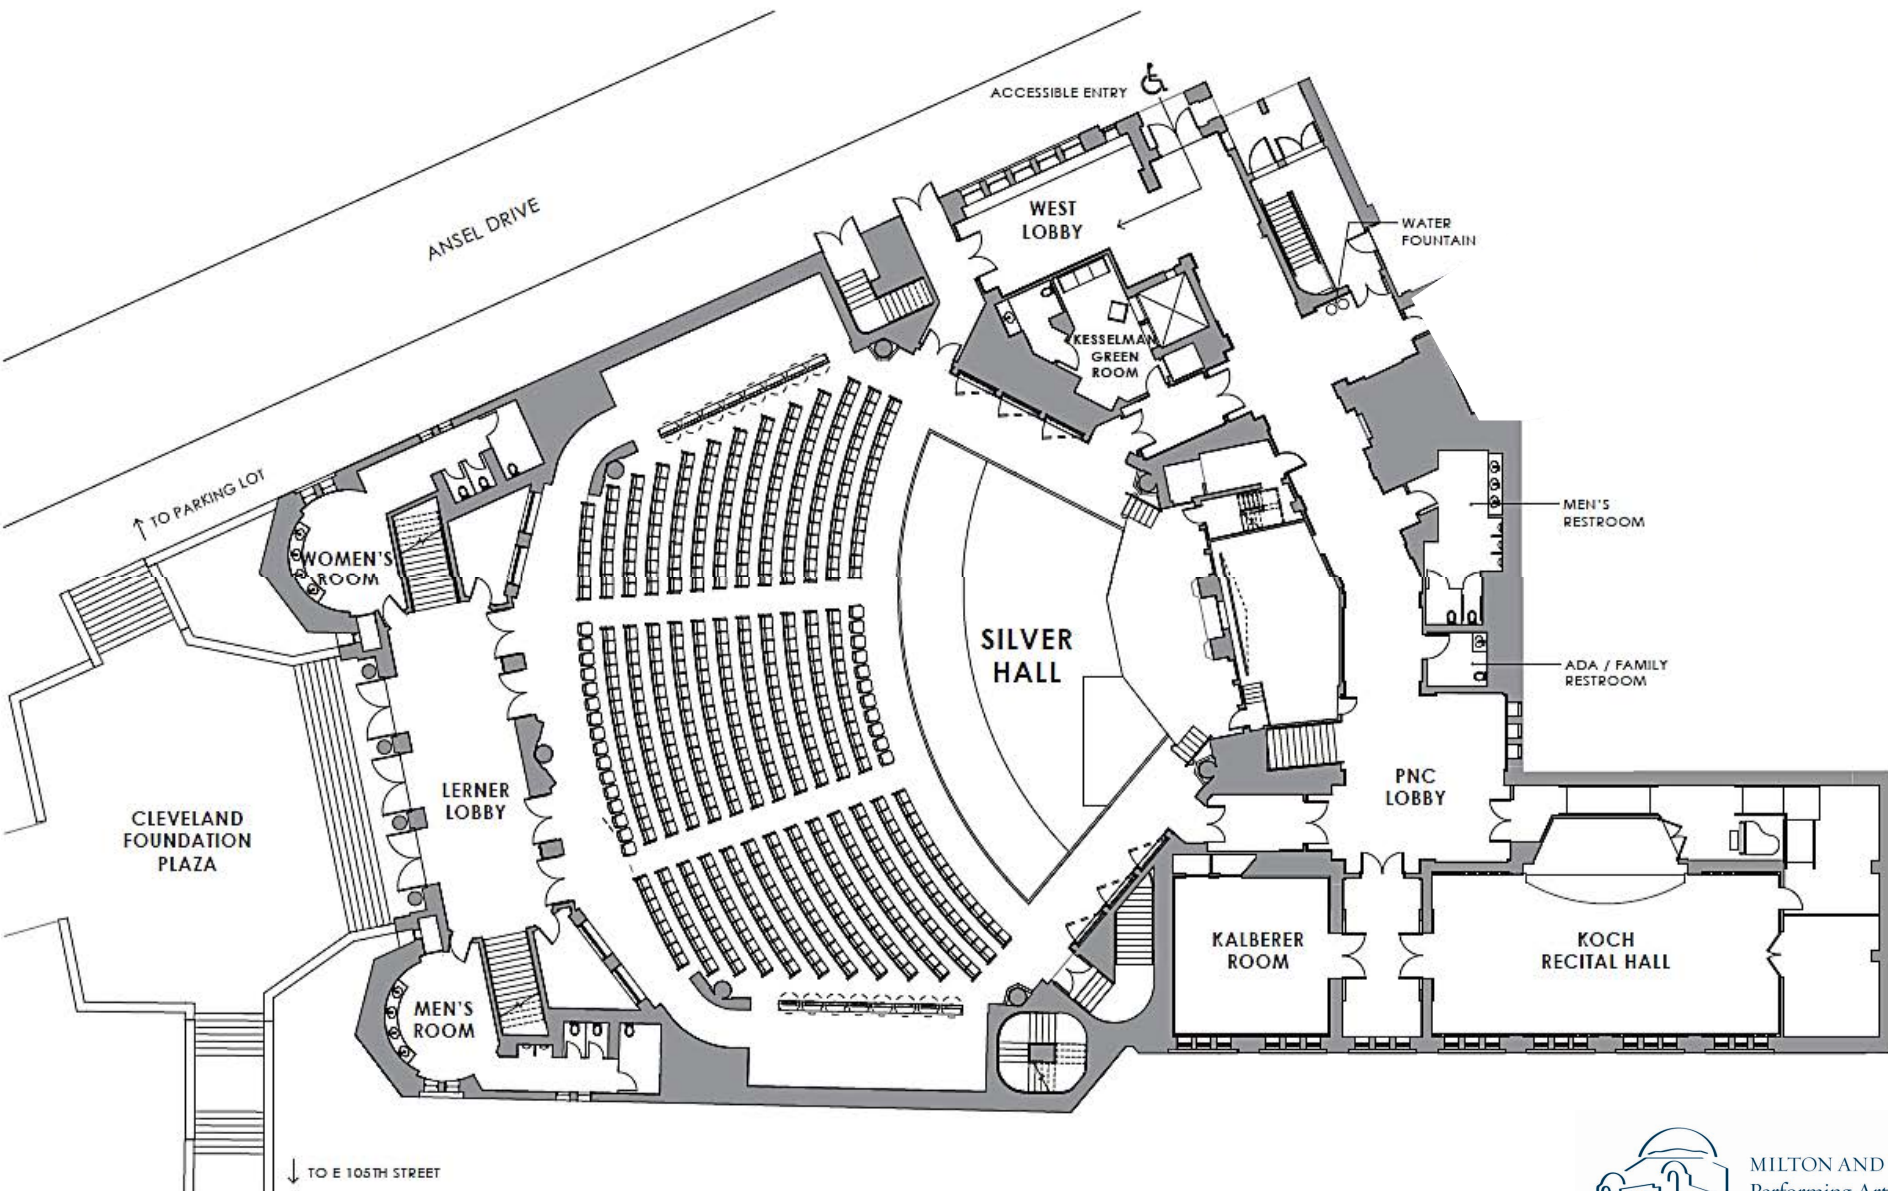 ACCESSIBLE ENTRY
ANSEL DRIVE
WEST
LOBBY
WATER
FOUNTAIN
KESSELMAN
GREEN
ROOM
↑ TO PARKING LOT
WOMEN'S
ROOM
MEN'S
RESTROOM
SILVER
HALL
ADA / FAMILY
RESTROOM
LERNER
LOBBY
PNC
LOBBY
CLEVELAND
FOUNDATION
PLAZA
KALBERER
ROOM
KOCH
RECITAL HALL
MEN'S
ROOM
↓ TO E 105TH STREET
MILTON AND
Performing Art